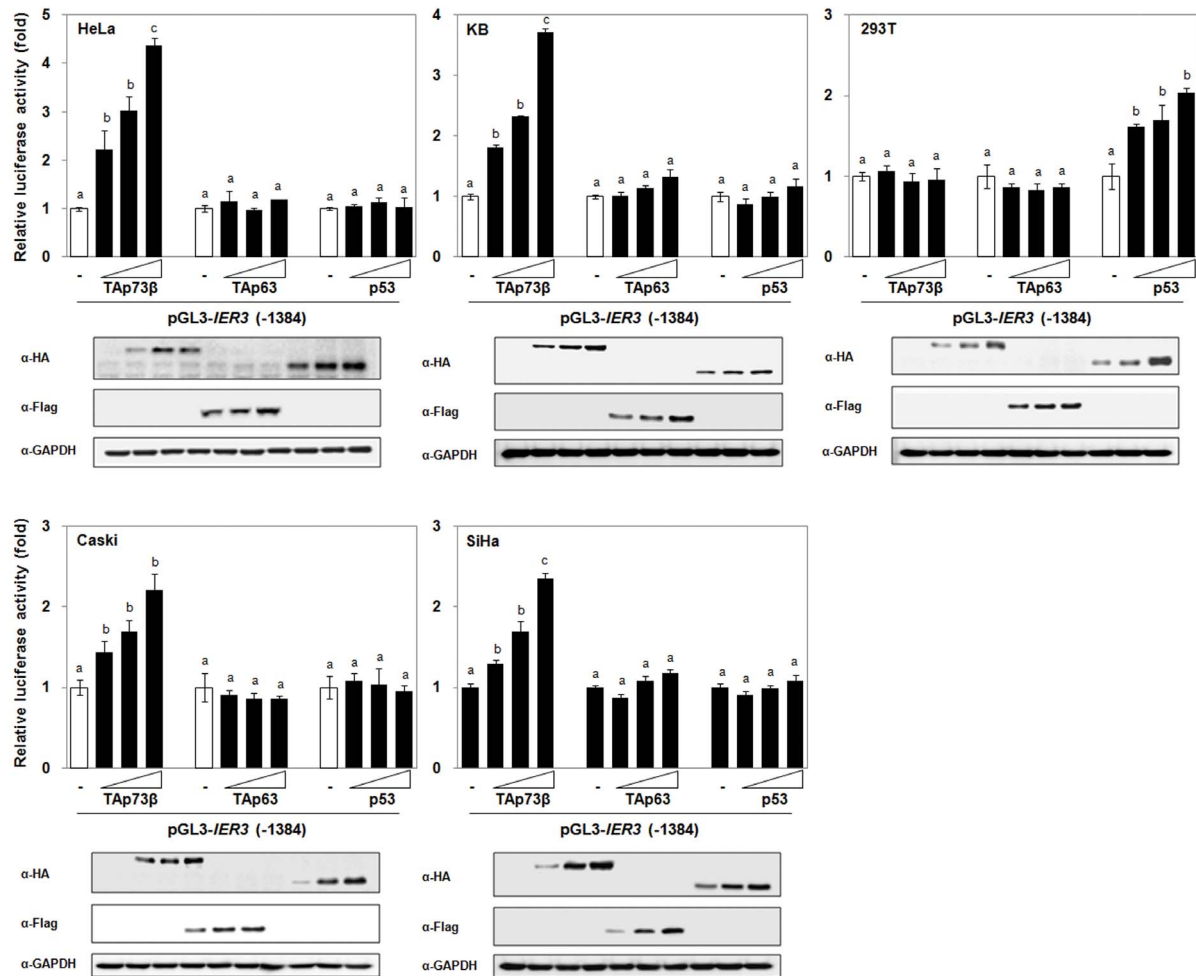 Relative luciferase activity (fold)
HeLa
5
4
3
2
1
0
a b b c a a a a a a a a
- TAp73β - TAp63 - p53
pGL3-IER3 (-1384)
α-HA
α-Flag
α-GAPDH
KB
4
3
2
1
0
a b b c a a a a a a a a
- TAp73β - TAp63 - p53
pGL3-IER3 (-1384)
α-HA
α-Flag
α-GAPDH
293T
3
2
1
0
a a a a a a a a a b b b
- TAp73β - TAp63 - p53
pGL3-IER3 (-1384)
α-HA
α-Flag
α-GAPDH
Relative luciferase activity (fold)
Caski
3
2
1
0
a b b b a a a a a a a a
- TAp73β - TAp63 - p53
pGL3-IER3 (-1384)
α-HA
α-Flag
α-GAPDH
SiHa
3
2
1
0
a b b c a a a a a a a a
- TAp73β - TAp63 - p53
pGL3-IER3 (-1384)
α-HA
α-Flag
α-GAPDH